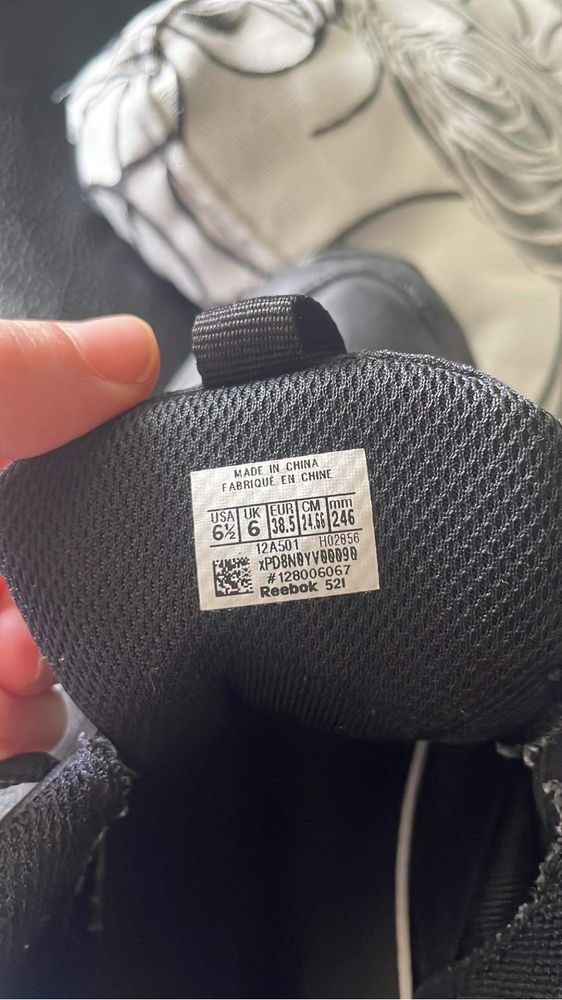 MADE IN CHINA
FABRIQUÉ EN CHINE
USA UK EUR CM mm
6½ 6 38.5 24.66 246
12A501 H02856
xPD8N0YV00090
#128006067
Reebok 52I